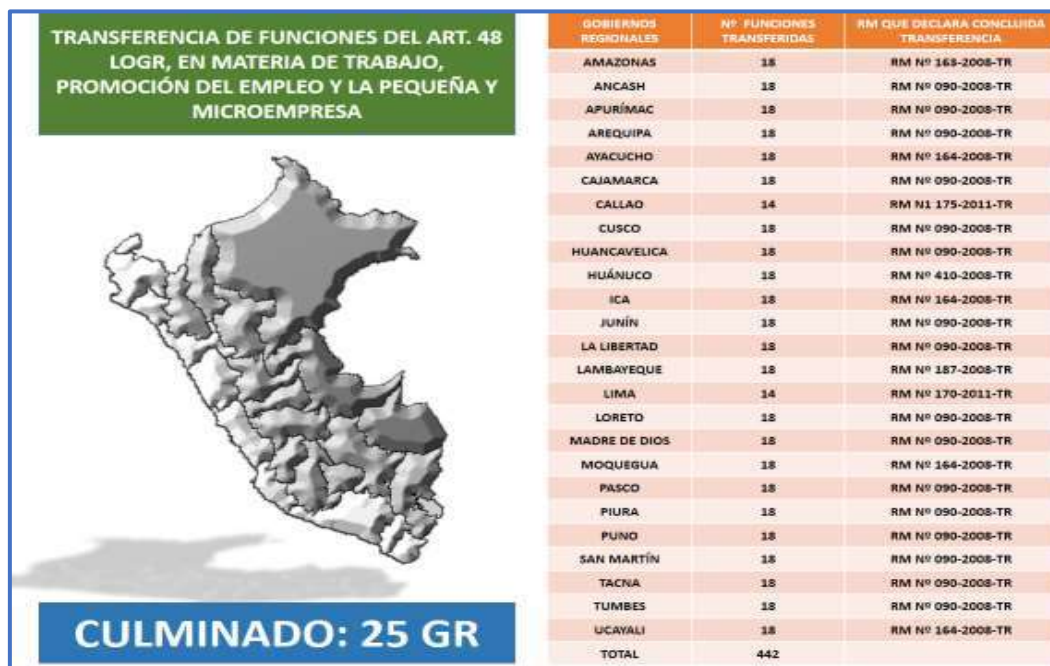 TRANSFERENCIA DE FUNCIONES DEL ART. 48
LOGR, EN MATERIA DE TRABAJO,
PROMOCIÓN DEL EMPLEO Y LA PEQUEÑA Y
MICROEMPRESA
CULMINADO: 25 GR
GOBIERNOS REGIONALES Nº FUNCIONES TRANSFERIDAS RM QUE DECLARA CONCLUIDA TRANSFERENCIA
AMAZONAS 18 RM Nº 163-2008-TR
ANCASH 18 RM Nº 090-2008-TR
APURÍMAC 18 RM Nº 090-2008-TR
AREQUIPA 18 RM Nº 090-2008-TR
AYACUCHO 18 RM Nº 164-2008-TR
CAJAMARCA 18 RM Nº 090-2008-TR
CALLAO 14 RM N1 175-2011-TR
CUSCO 18 RM Nº 090-2008-TR
HUANCAVELICA 18 RM Nº 090-2008-TR
HUÁNUCO 18 RM Nº 410-2008-TR
ICA 18 RM Nº 164-2008-TR
JUNÍN 18 RM Nº 090-2008-TR
LA LIBERTAD 18 RM Nº 090-2008-TR
LAMBAYEQUE 18 RM Nº 187-2008-TR
LIMA 14 RM Nº 170-2011-TR
LORETO 18 RM Nº 090-2008-TR
MADRE DE DIOS 18 RM Nº 090-2008-TR
MOQUEGUA 18 RM Nº 164-2008-TR
PASCO 18 RM Nº 090-2008-TR
PIURA 18 RM Nº 090-2008-TR
PUNO 18 RM Nº 090-2008-TR
SAN MARTÍN 18 RM Nº 090-2008-TR
TACNA 18 RM Nº 090-2008-TR
TUMBES 18 RM Nº 090-2008-TR
UCAYALI 18 RM Nº 164-2008-TR
TOTAL 442